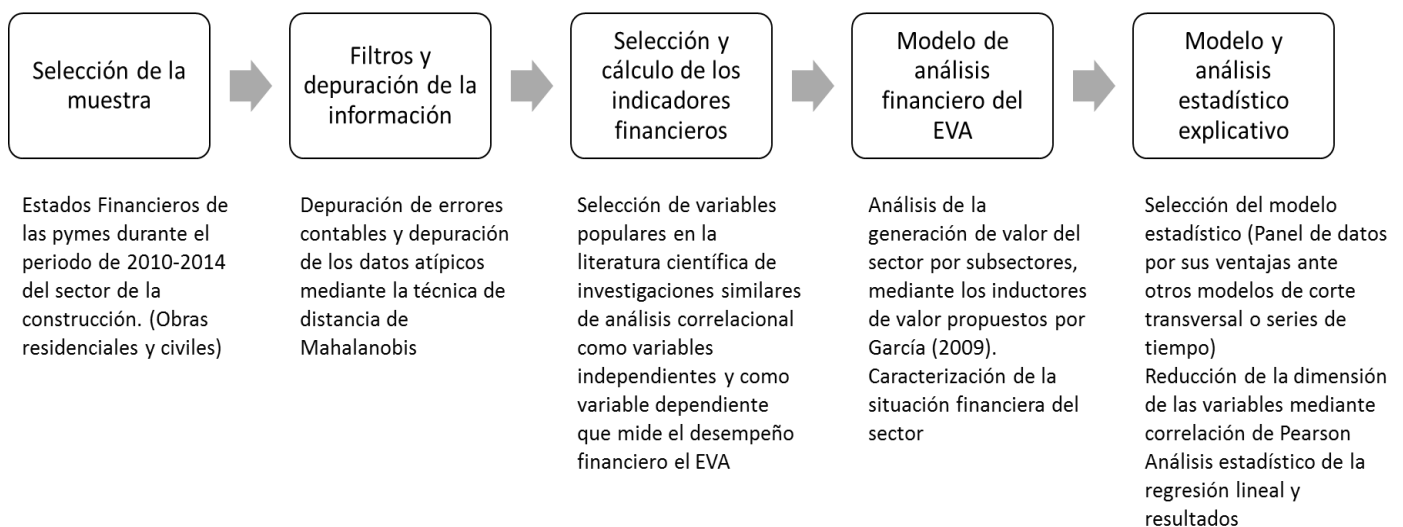 Selección de la
muestra
Filtros y
depuración de la
información
Selección y
cálculo de los
indicadores
financieros
Modelo de
análisis
financiero del
EVA
Modelo y
análisis
estadístico
explicativo
Estados Financieros de
las pymes durante el
periodo de 2010-2014
del sector de la
construcción. (Obras
residenciales y civiles)
Depuración de errores
contables y depuración
de los datos atípicos
mediante la técnica de
distancia de
Mahalanobis
Selección de variables
populares en la
literatura científica de
investigaciones similares
de análisis correlacional
como variables
independientes y como
variable dependiente
que mide el desempeño
financiero el EVA
Análisis de la
generación de valor del
sector por subsectores,
mediante los inductores
de valor propuestos por
García (2009).
Caracterización de la
situación financiera del
sector
Selección del modelo
estadístico (Panel de datos
por sus ventajas ante
otros modelos de corte
transversal o series de
tiempo)
Reducción de la dimensión
de las variables mediante
correlación de Pearson
Análisis estadístico de la
regresión lineal y
resultados